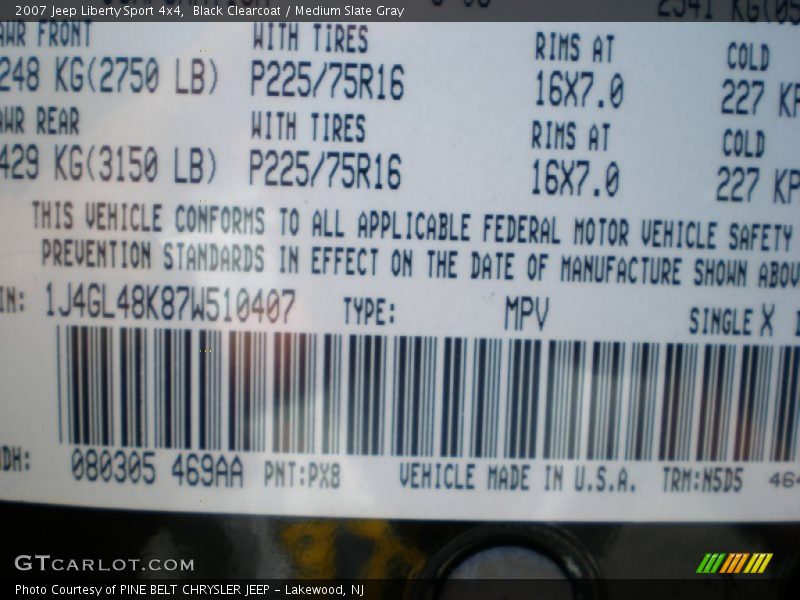 2007 Jeep Liberty Sport 4x4,  Black Clearcoat / Medium Slate Gray
WITH TIRES RIMS AT COLD
248 KG(2750 LB) P225/75R16 16X7.0 227
REAR WITH TIRES RIMS AT COLD
429 KG(3150 LB) P225/75R16 16X7.0 227
THIS VEHICLE CONFORMS TO ALL APPLICABLE FEDERAL MOTOR VEHICLE SAFETY
PREVENTION STANDARDS IN EFFECT ON THE DATE OF MANUFACTURE SHOWN ABOV
IN: 1J4GL48K87W510407 TYPE: MPV SINGLE X
DH: 080305 469AA PNT:PX8 VEHICLE MADE IN U.S.A. TRM:N5D5 464
GTCARLOT.COM
Photo Courtesy of PINE BELT CHRYSLER JEEP - Lakewood, NJ